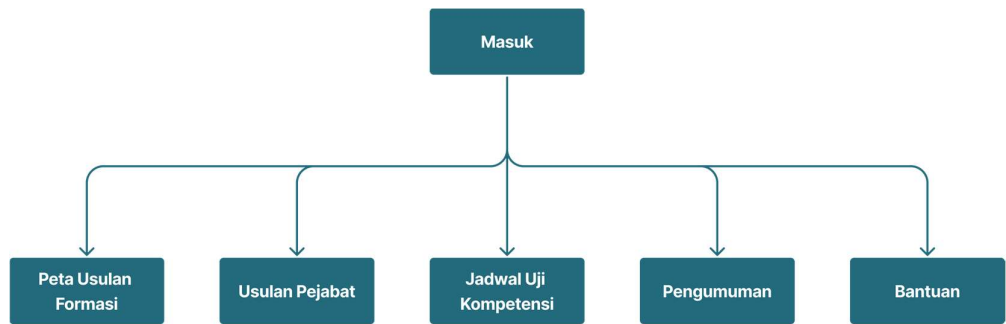 Masuk
Peta Usulan
Formasi
Usulan Pejabat
Jadwal Uji
Kompetensi
Pengumuman
Bantuan